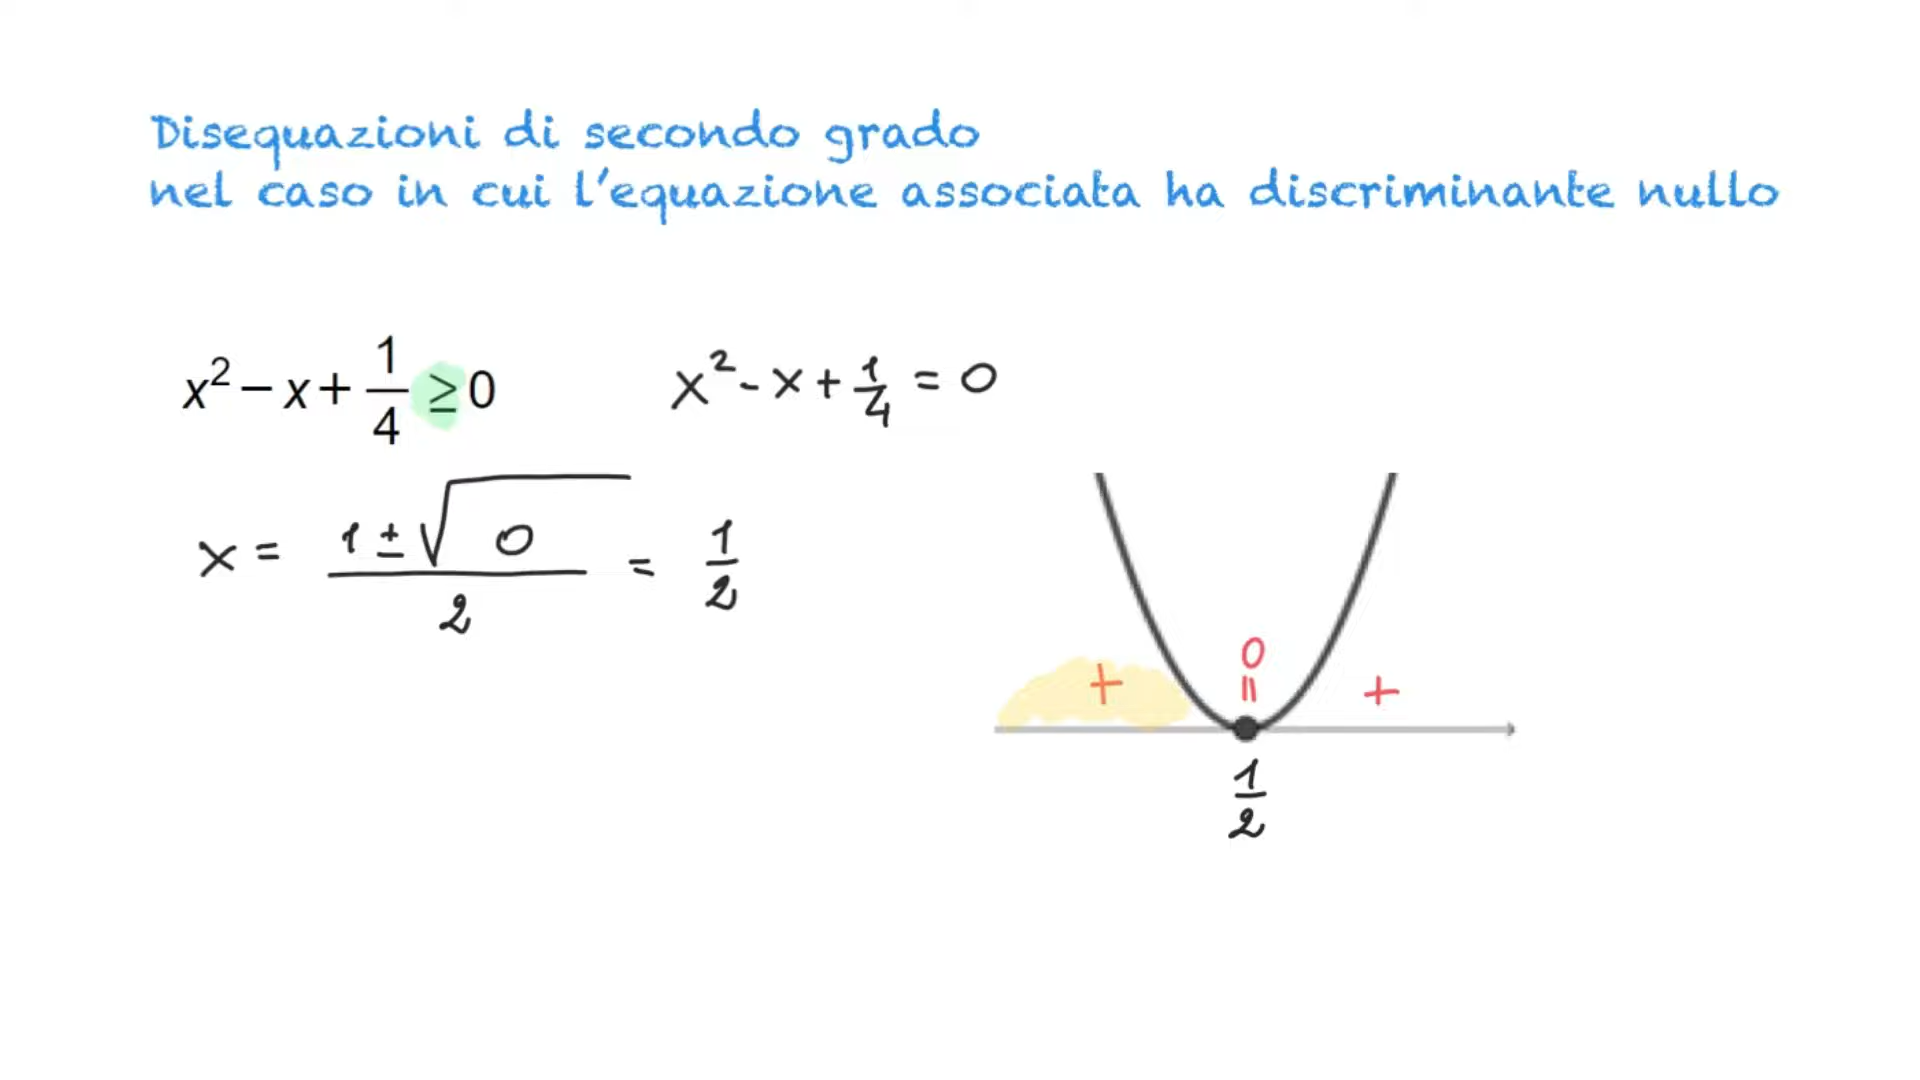 Disequazioni di secondo grado
nel caso in cui l'equazione associata ha discriminante nullo
x² − x + 1/4 ≥ 0
x² - x + 1/4 = 0
x = (1 ± √0)/2 = 1/2
+ 0 = +
1/2